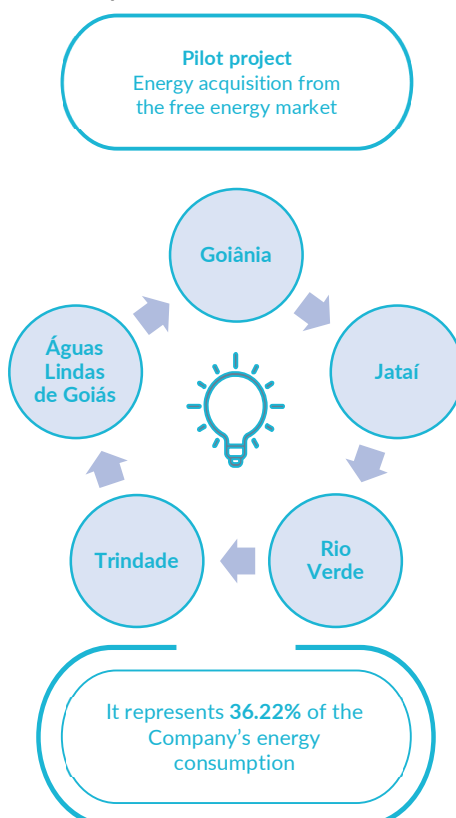 Pilot project
Energy acquisition from
the free energy market
Goiânia
Jataí
Rio
Verde
Trindade
Águas
Lindas
de Goiás
It represents 36.22% of the
Company’s energy
consumption